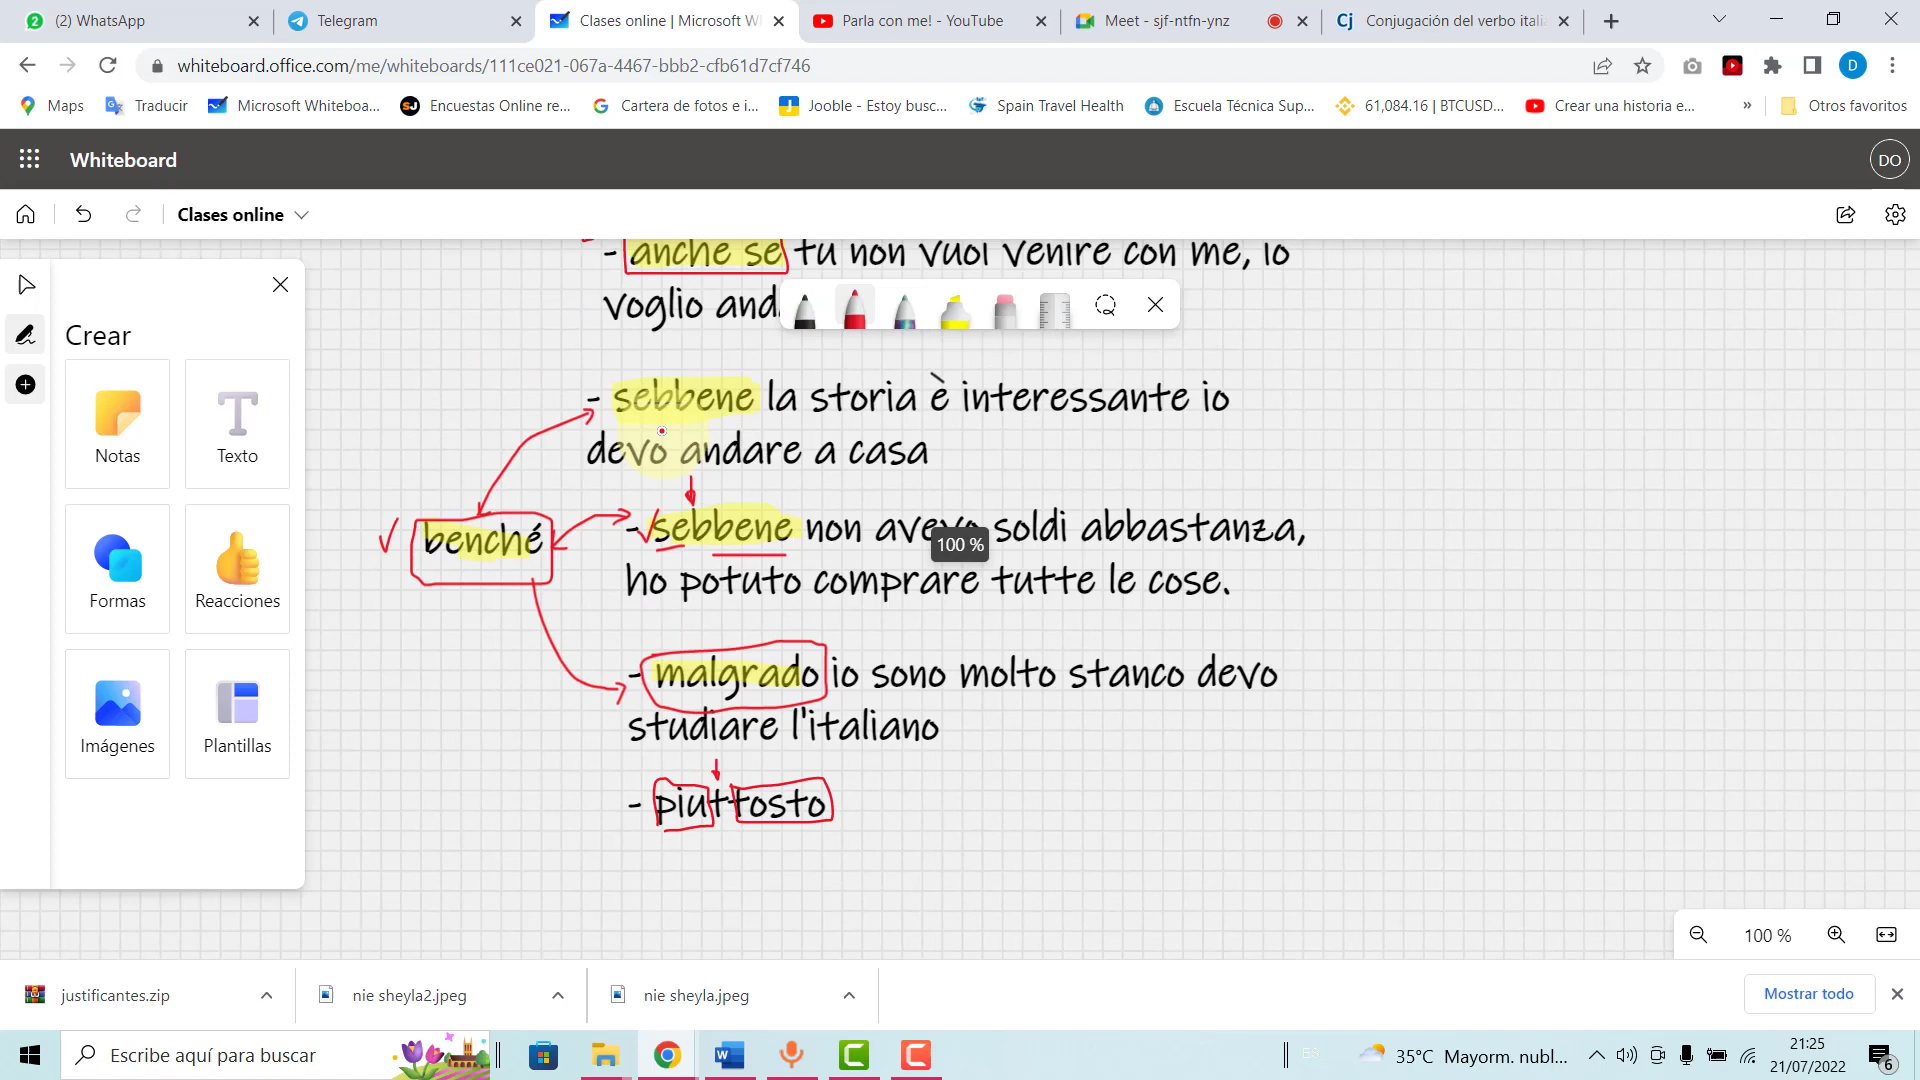 (2) WhatsApp
Telegram
Clases online | Microsoft W
Parla con me! - YouTube
Meet - sjf-ntfn-ynz
Cj Conjugación del verbo itali
whiteboard.office.com/me/whiteboards/111ce021-067a-4467-bbb2-cfb61d7cf746
D
Maps
Traducir
Microsoft Whiteboa...
Encuestas Online re...
Cartera de fotos e i...
Jooble - Estoy busc...
Spain Travel Health
Escuela Técnica Sup...
61,084.16 | BTCUSD...
Crear una historia e...
»
Otros favoritos
Whiteboard
DO
Clases online
- anche se tu non vuoi venire con me, io
voglio and
Crear
Notas
Texto
Formas
Reacciones
Imágenes
Plantillas
- sebbene la storia è interessante io
devo andare a casa
benché
- sebbene non avevo soldi abbastanza,
ho potuto comprare tutte le cose.
100 %
- malgrado io sono molto stanco devo
studiare l'italiano
- piuttosto
100 %
justificantes.zip
nie sheyla2.jpeg
nie sheyla.jpeg
Mostrar todo
Escribe aquí para buscar
35°C Mayorm. nubl...
21:25
21/07/2022
6